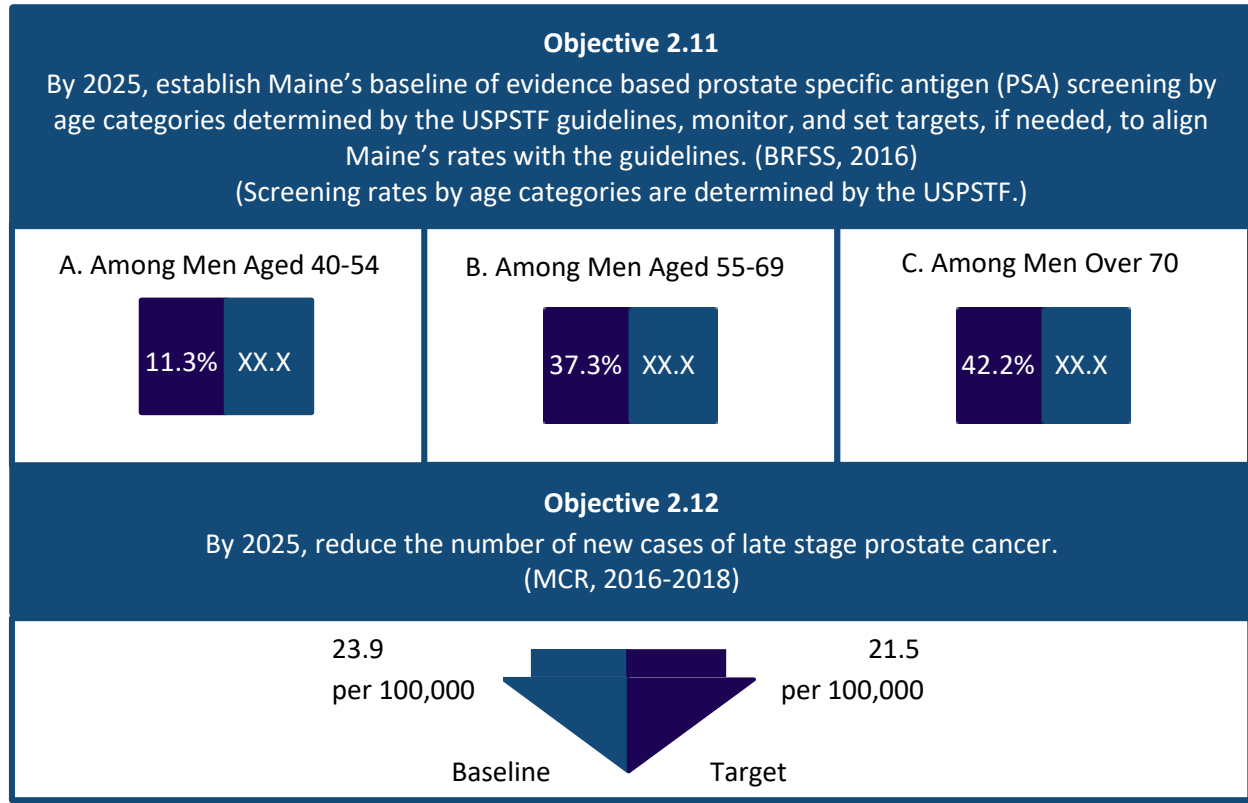 Objective 2.11
By 2025, establish Maine’s baseline of evidence based prostate specific antigen (PSA) screening by
age categories determined by the USPSTF guidelines, monitor, and set targets, if needed, to align
Maine’s rates with the guidelines. (BRFSS, 2016)
(Screening rates by age categories are determined by the USPSTF.)
A. Among Men Aged 40-54
11.3% XX.X
B. Among Men Aged 55-69
37.3% XX.X
C. Among Men Over 70
42.2% XX.X
Objective 2.12
By 2025, reduce the number of new cases of late stage prostate cancer.
(MCR, 2016-2018)
23.9
per 100,000
Baseline
21.5
per 100,000
Target